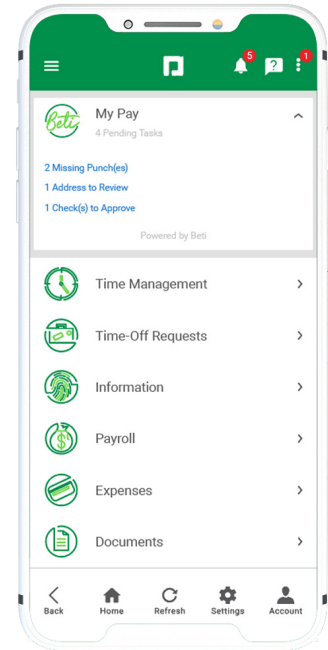 5
?
1
Beti
My Pay
4 Pending Tasks
2 Missing Punch(es)
1 Address to Review
1 Check(s) to Approve
Powered by Beti
Time Management
Time-Off Requests
Information
$
Payroll
Expenses
Documents
Back Home Refresh Settings Account